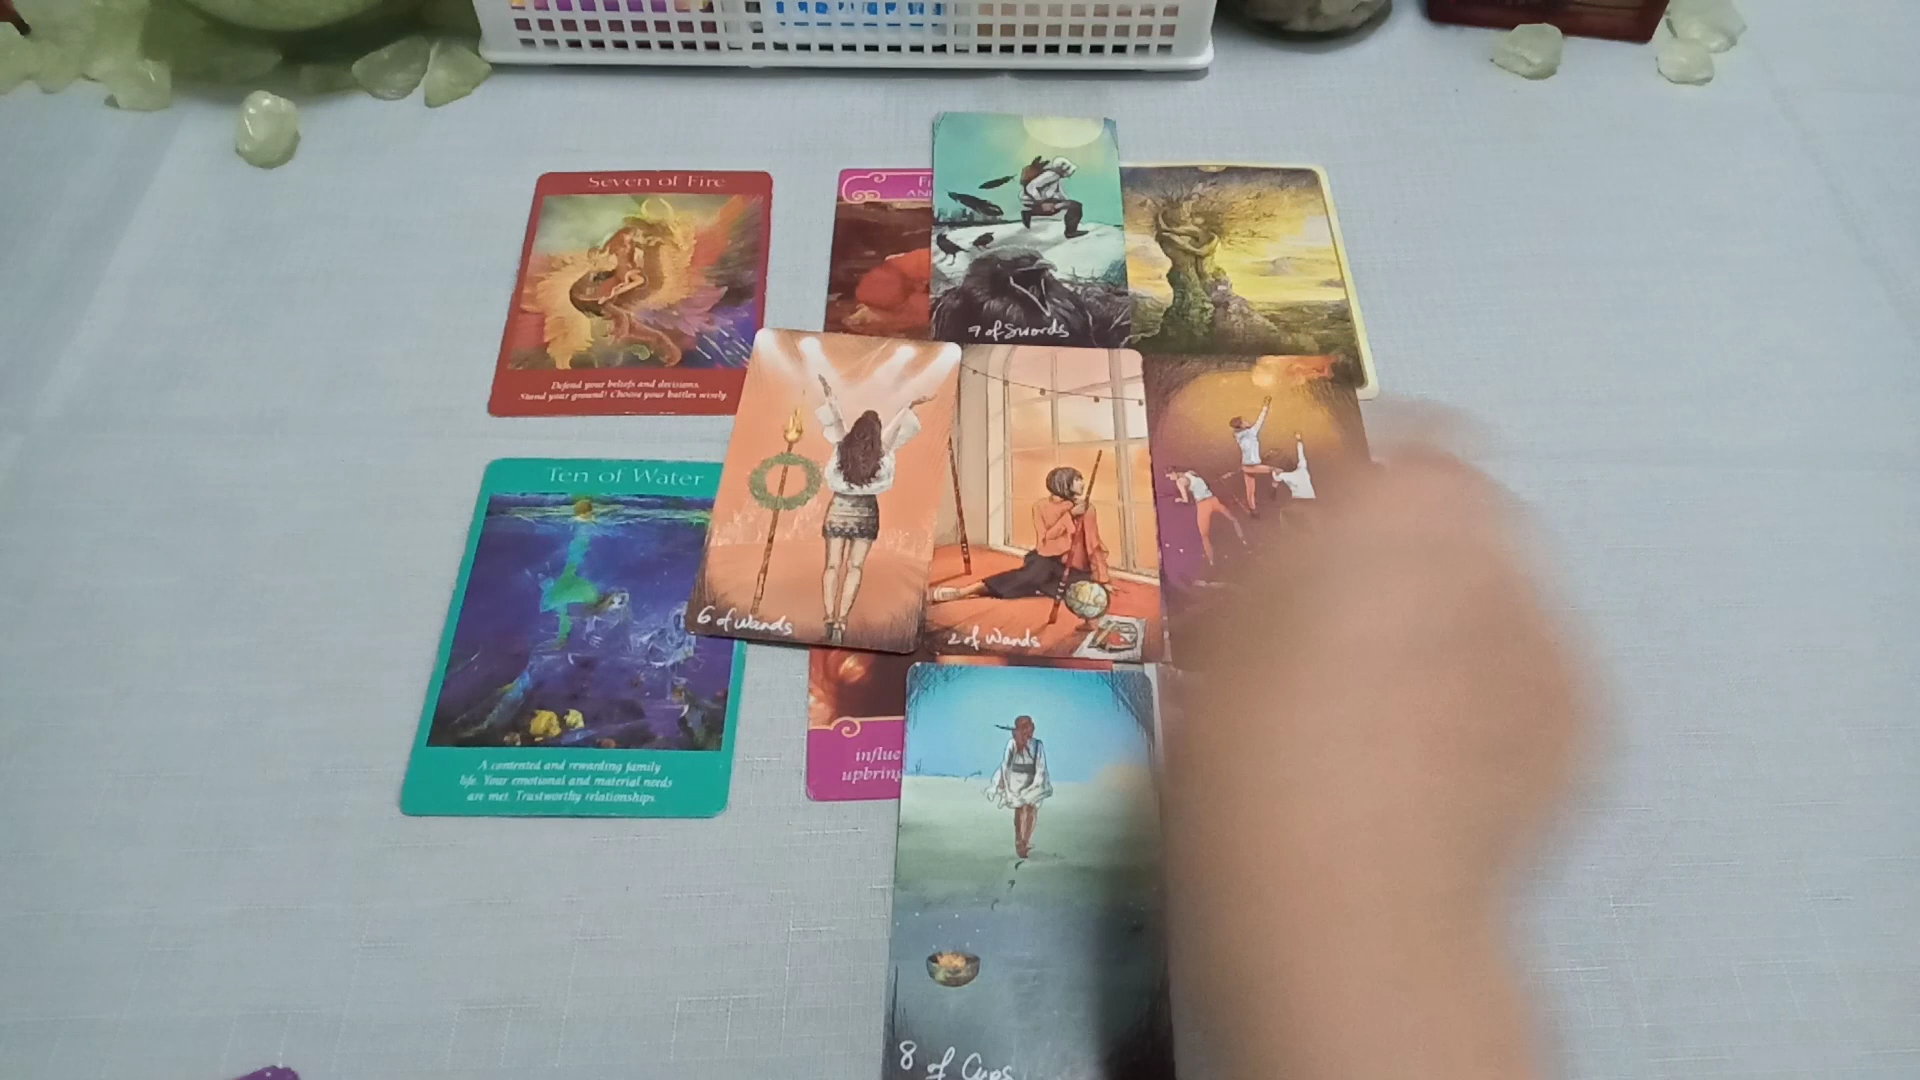 Seven of Fire
Defend your beliefs and decisions.
Stand your ground! Choose your battles wisely.
9 of Swords
Ten of Water
A contented and rewarding family
life. Your emotional and material needs
are met. Trustworthy relationships.
6 of Wands
2 of Wands
influe
upbring
8 of Cups